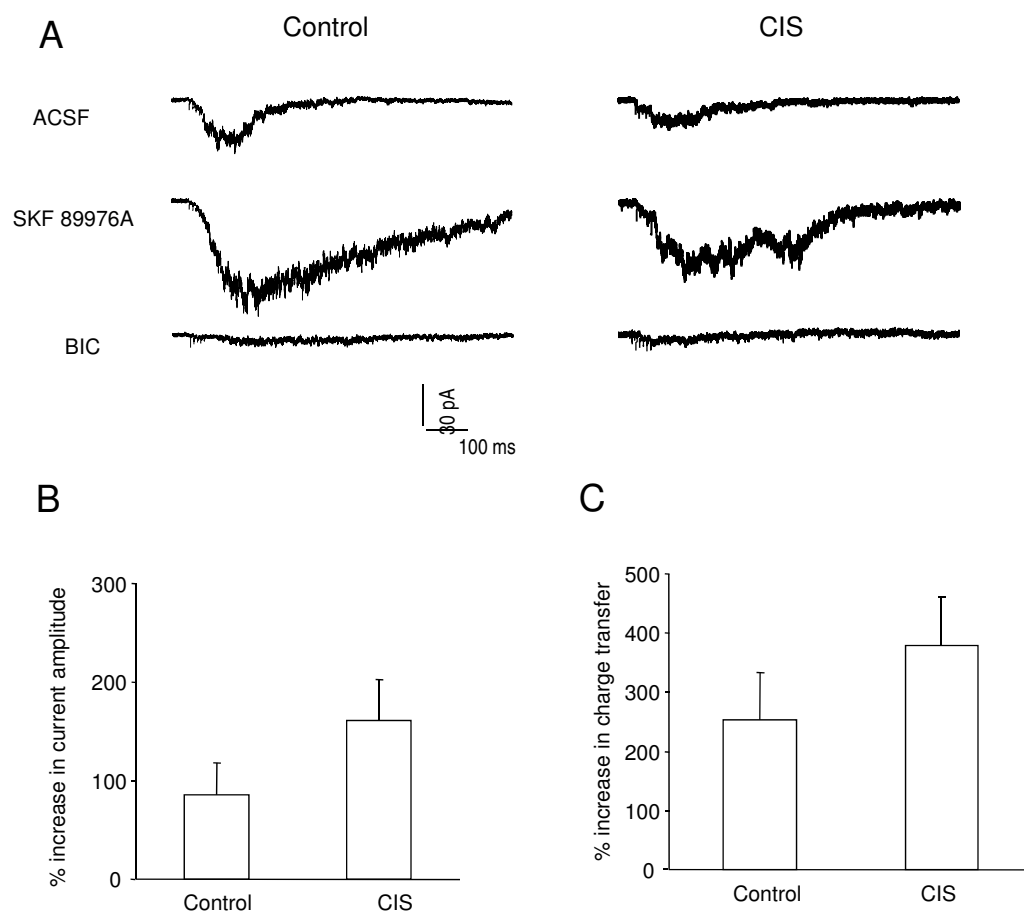 A
Control
CIS
ACSF
SKF 89976A
BIC
30 pA
100 ms
B
% increase in current amplitude
300
200
100
0
Control
CIS
C
% increase in charge transfer
500
400
300
200
100
0
Control
CIS